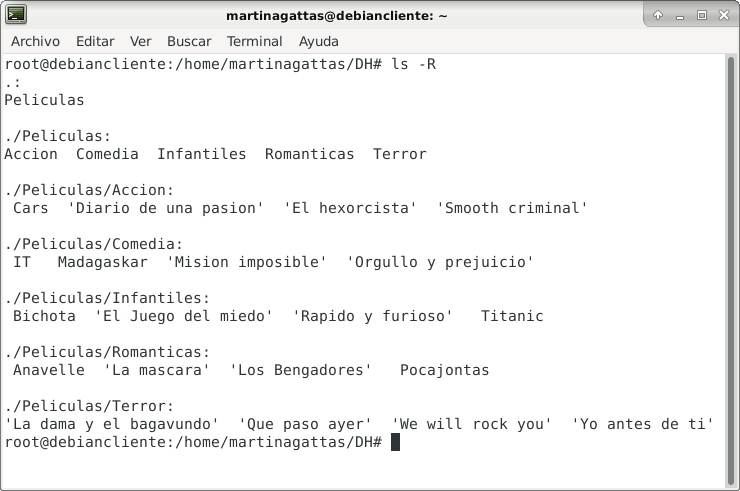 martinagattas@debiancliente: ~
Archivo Editar Ver Buscar Terminal Ayuda
root@debiancliente:/home/martinagattas/DH# ls -R
.:
Peliculas
./Peliculas:
Accion  Comedia  Infantiles  Romanticas  Terror
./Peliculas/Accion:
 Cars  'Diario de una pasion'  'El hexorcista'  'Smooth criminal'
./Peliculas/Comedia:
 IT   Madagaskar  'Mision imposible'  'Orgullo y prejuicio'
./Peliculas/Infantiles:
 Bichota  'El Juego del miedo'  'Rapido y furioso'   Titanic
./Peliculas/Romanticas:
 Anavelle  'La mascara'  'Los Bengadores'   Pocajontas
./Peliculas/Terror:
'La dama y el bagavundo'  'Que paso ayer'  'We will rock you'  'Yo antes de ti'
root@debiancliente:/home/martinagattas/DH#